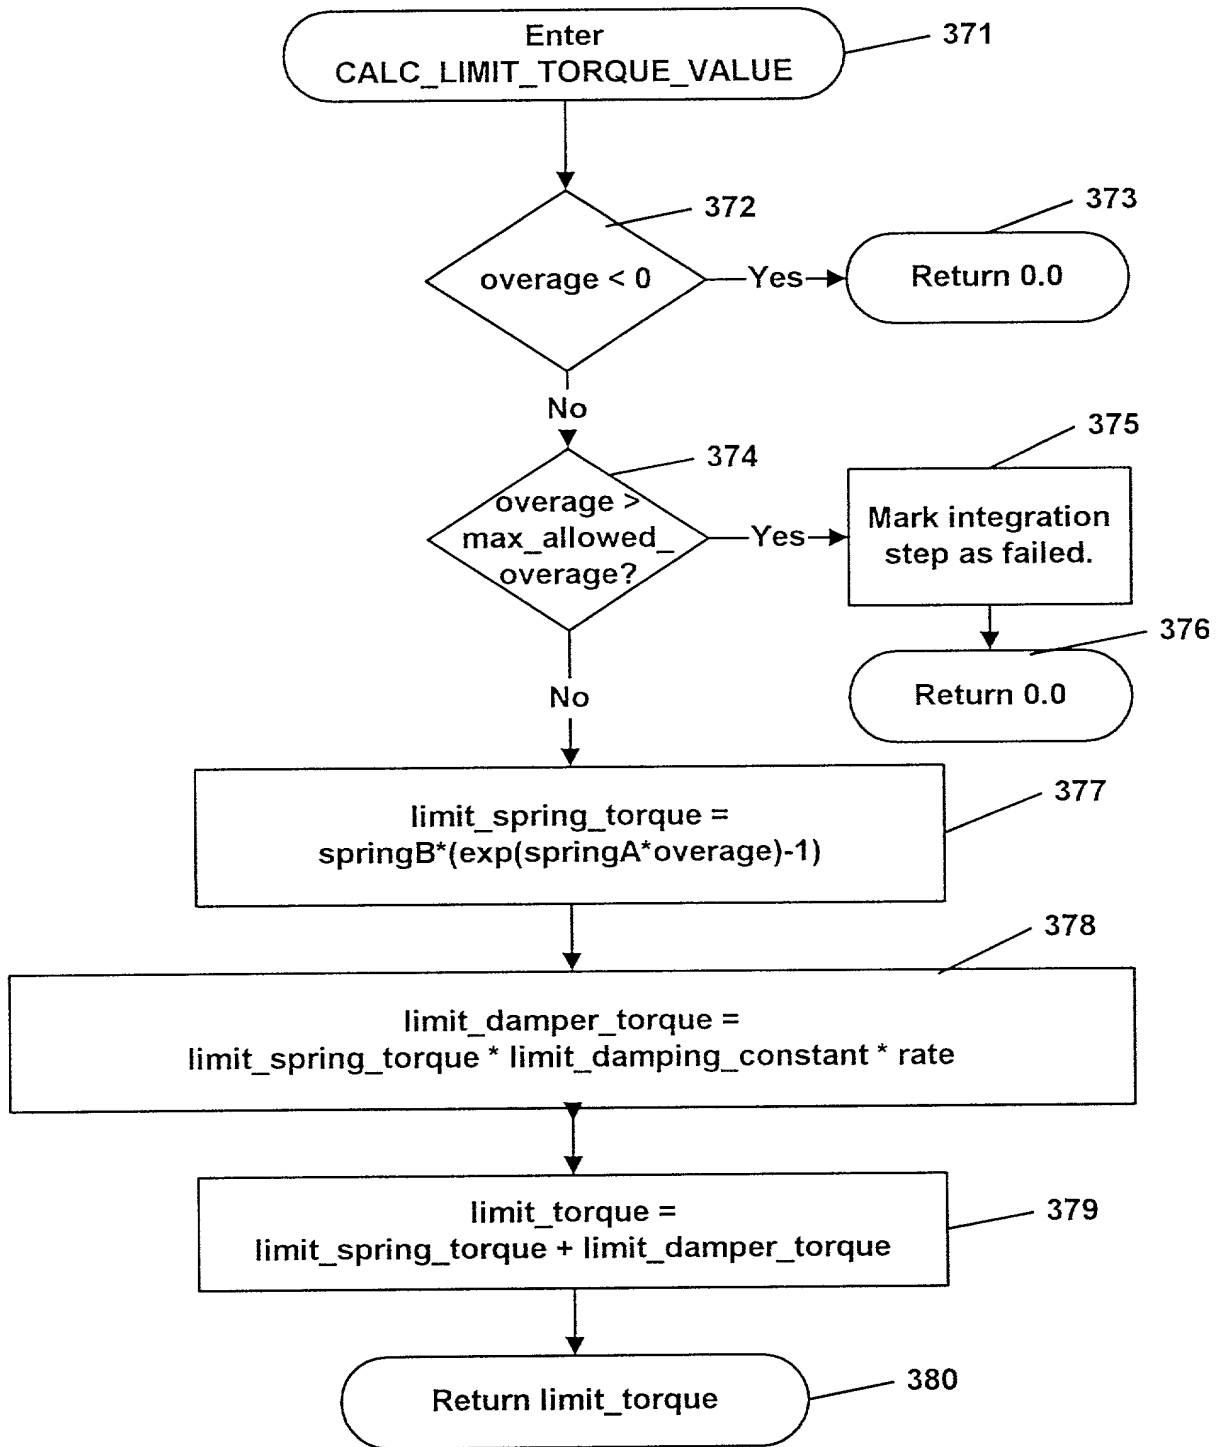 Enter
CALC_LIMIT_TORQUE_VALUE
371
372
overage < 0
Yes
373
Return 0.0
No
374
overage >
max_allowed_
overage?
Yes
375
Mark integration
step as failed.
376
Return 0.0
No
377
limit_spring_torque =
springB*(exp(springA*overage)-1)
378
limit_damper_torque =
limit_spring_torque * limit_damping_constant * rate
379
limit_torque =
limit_spring_torque + limit_damper_torque
380
Return limit_torque